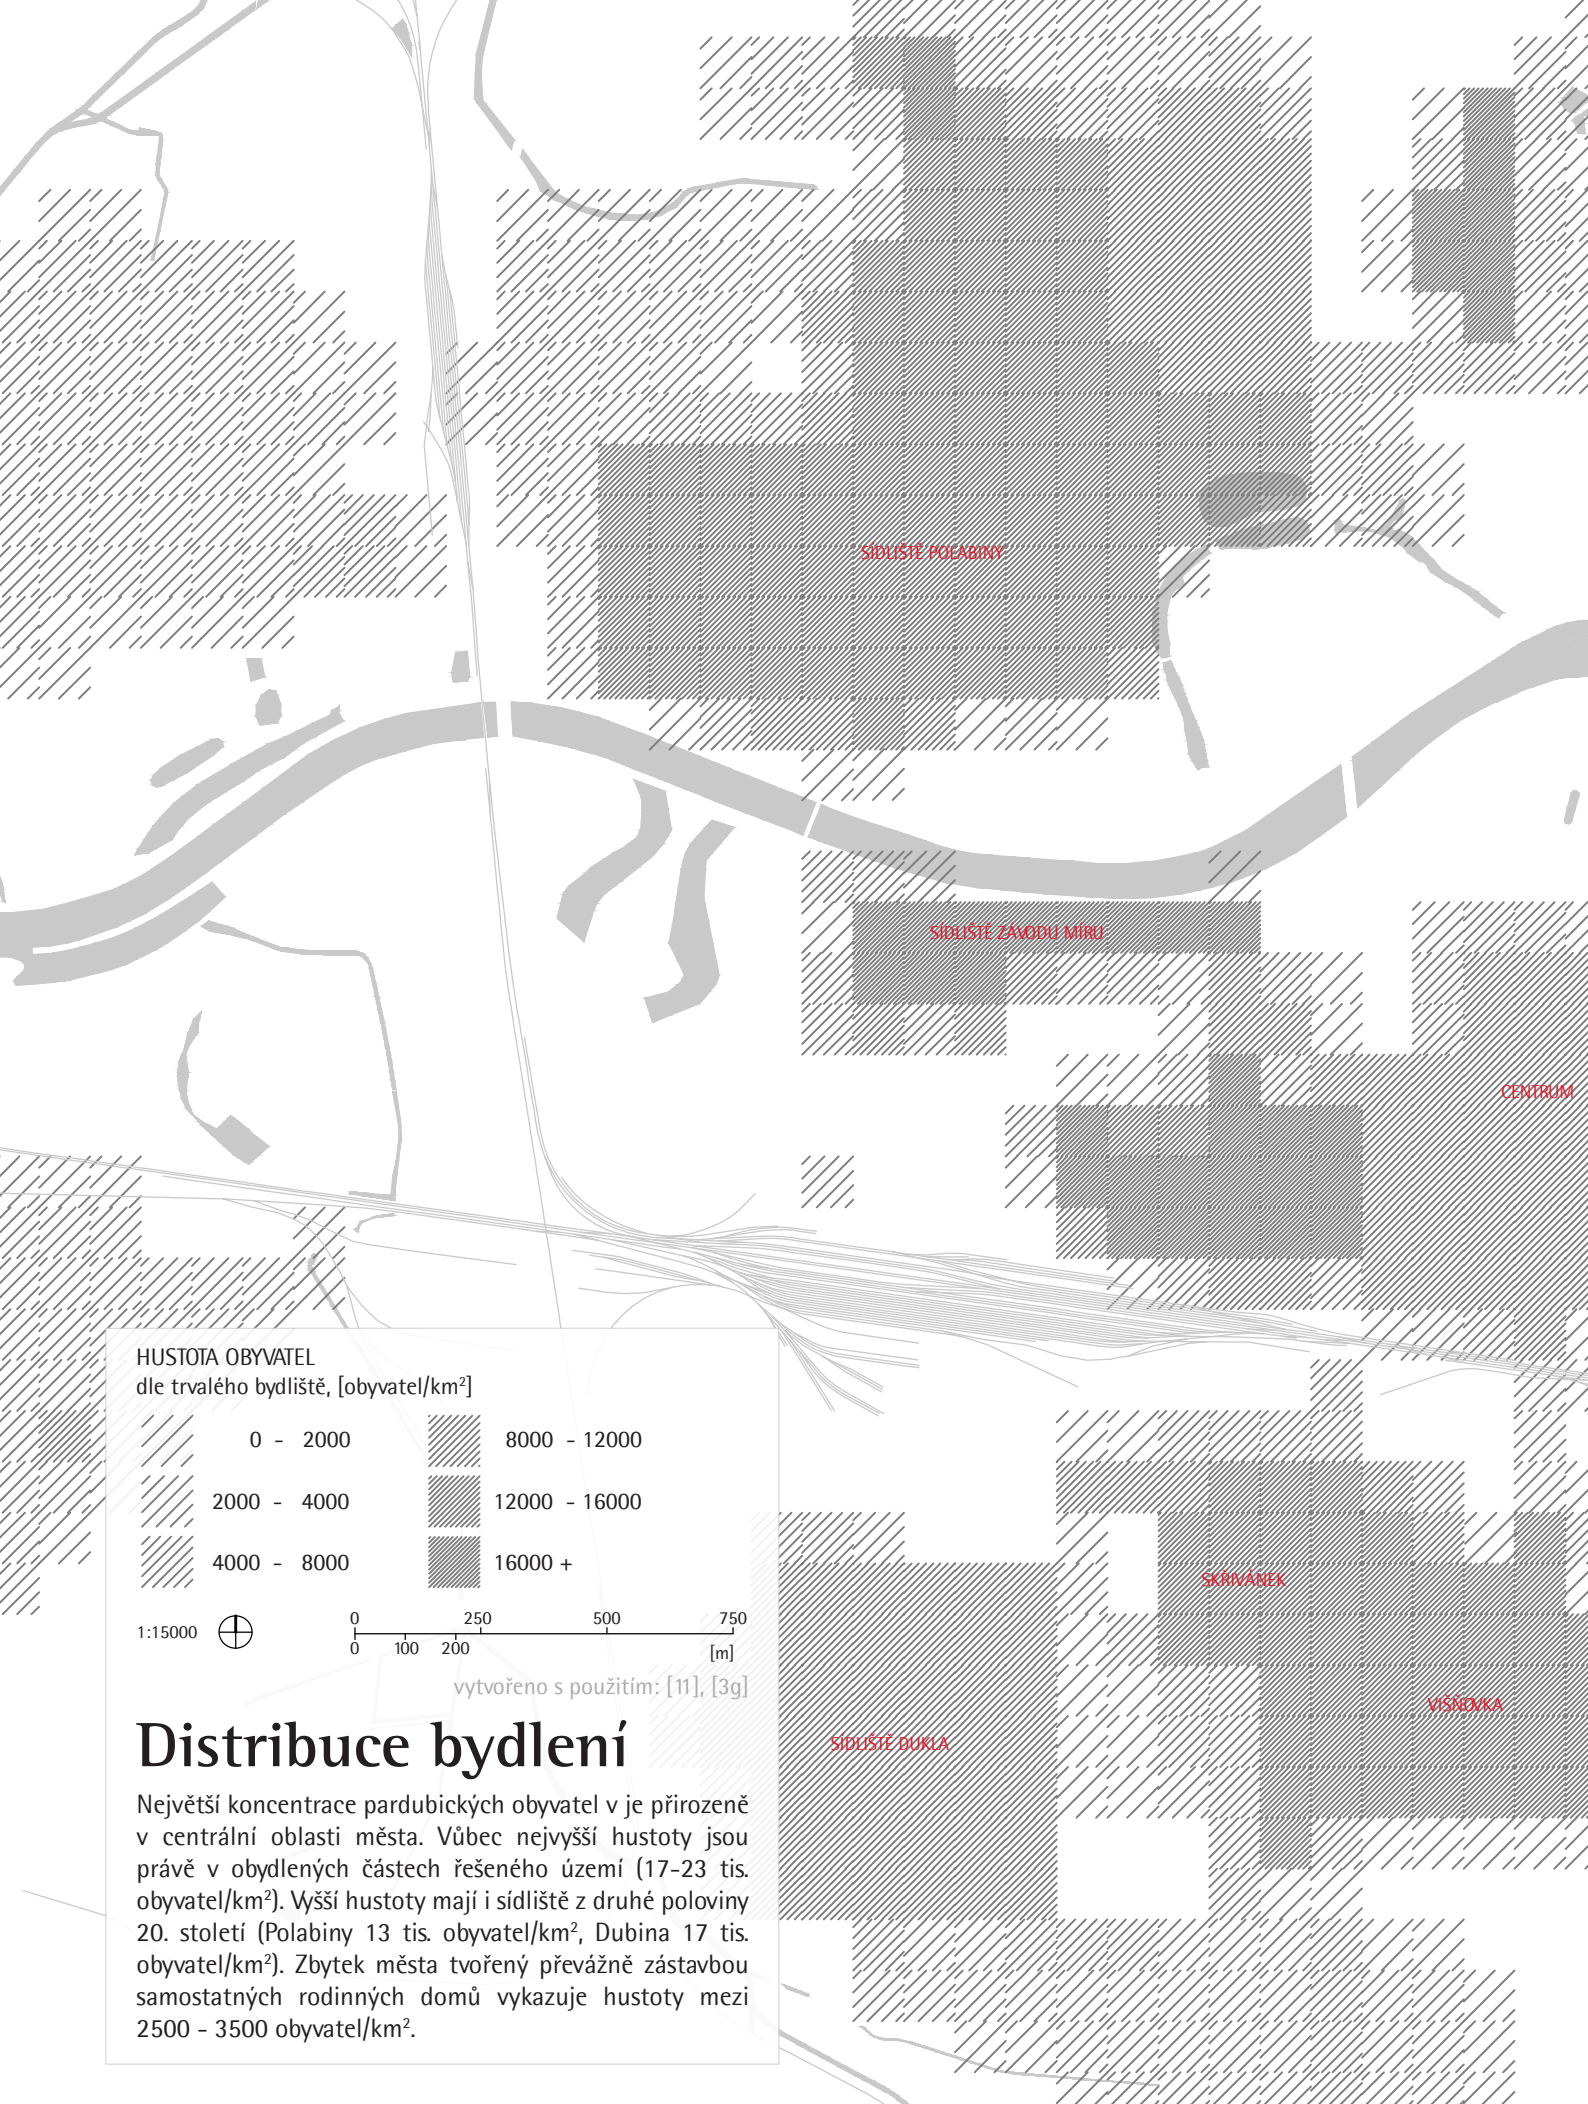 SÍDLIŠTĚ POLABINY
SÍDLIŠTĚ ZÁVODU MÍRU
CENTRUM
HUSTOTA OBYVATEL
dle trvalého bydliště, [obyvatel/km²]
0 - 2000
8000 - 12000
2000 - 4000
12000 - 16000
4000 - 8000
16000 +
SKŘIVÁNEK
1:15000
0 250 500 750
0 100 200 [m]
vytvořeno s použitím: [11], [3g]
VIŠŇOVKA
SÍDLIŠTĚ DUKLA
Distribuce bydlení
Největší koncentrace pardubických obyvatel v je přirozeně
v centrální oblasti města. Vůbec nejvyšší hustoty jsou
právě v obydlených částech řešeného území (17-23 tis.
obyvatel/km²). Vyšší hustoty mají i sídliště z druhé poloviny
20. století (Polabiny 13 tis. obyvatel/km², Dubina 17 tis.
obyvatel/km²). Zbytek města tvořený převážně zástavbou
samostatných rodinných domů vykazuje hustoty mezi
2500 - 3500 obyvatel/km².